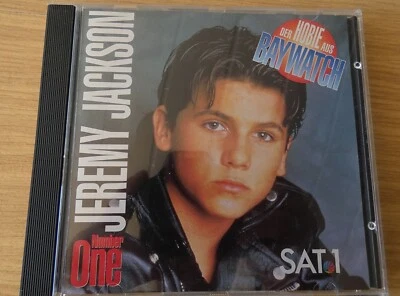 JEREMY JACKSON
Number
One
DER HOBIE AUS
BAYWATCH
SAT.1